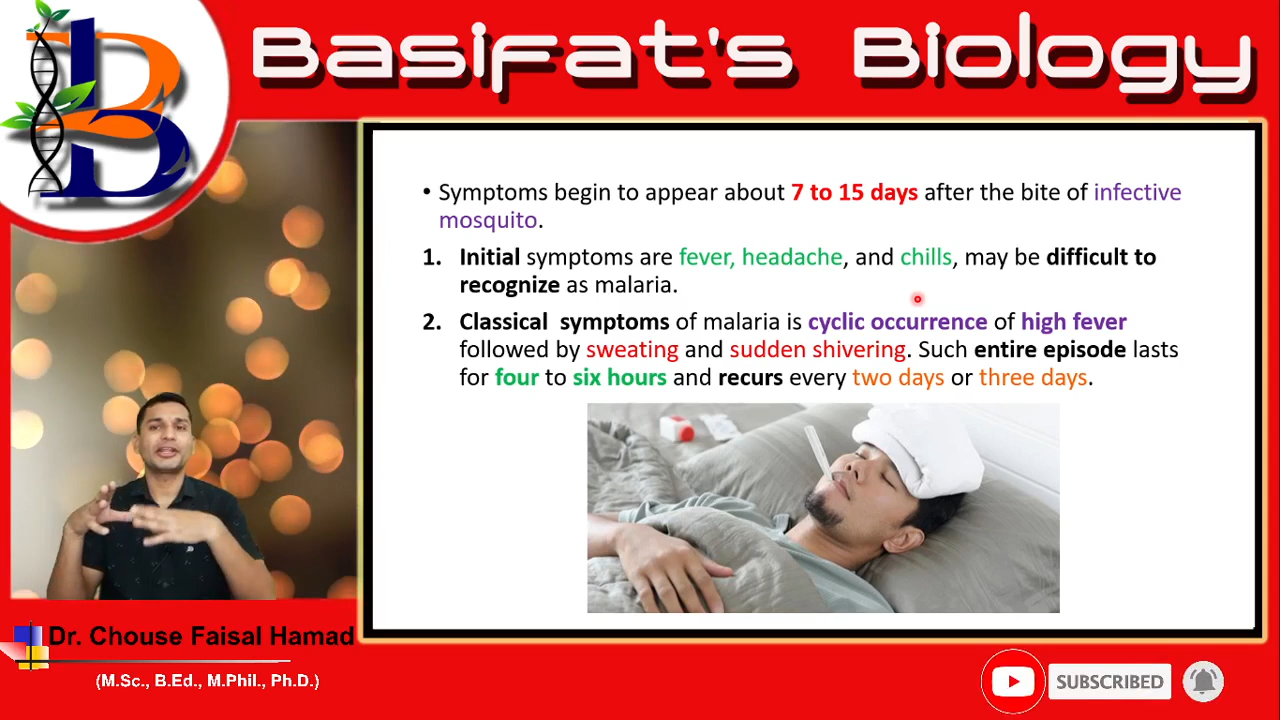 Basifat's Biology
• Symptoms begin to appear about 7 to 15 days after the bite of infective
mosquito.
1. Initial symptoms are fever, headache, and chills, may be difficult to
recognize as malaria.
2. Classical symptoms of malaria is cyclic occurrence of high fever
followed by sweating and sudden shivering. Such entire episode lasts
for four to six hours and recurs every two days or three days.
Dr. Chouse Faisal Hamad
(M.Sc., B.Ed., M.Phil., Ph.D.)
SUBSCRIBED